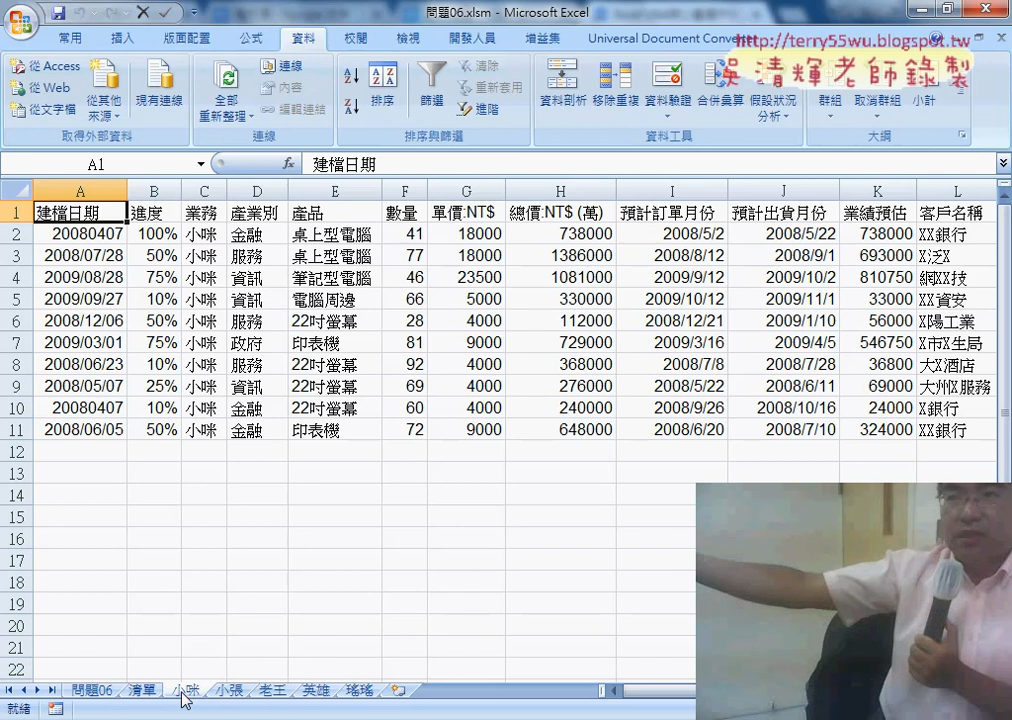 問題06.xlsm - Microsoft Excel
常用 插入 版面配置 公式 資料 校閱 檢視 開發人員 增益集 Universal Document Conver
http://terry55wu.blogspot.tw
吳清輝老師錄製
從 Access
從 Web
從文字檔
從其他來源
現有連線
取得外部資料
全部重新整理
連線
內容
編輯連結
連線
排序
篩選
清除
重新套用
進階
排序與篩選
資料剖析 移除重複 資料驗證 合併彙算 假設狀況分析
資料工具
群組 取消群組 小計
大綱
A1 fx 建檔日期
A B C D E F G H I J K L
1 建檔日期 進度 業務 產業別 產品 數量 單價:NT$ 總價:NT$ (萬) 預計訂單月份 預計出貨月份 業績預估 客戶名稱
2 20080407 100% 小咪 金融 桌上型電腦 41 18000 738000 2008/5/2 2008/5/22 738000 XX銀行
3 2008/07/28 50% 小咪 服務 桌上型電腦 77 18000 1386000 2008/8/12 2008/9/1 693000 X泛X
4 2009/08/28 75% 小咪 資訊 筆記型電腦 46 23500 1081000 2009/9/12 2009/10/2 810750 網XX技
5 2009/09/27 10% 小咪 資訊 電腦周邊 66 5000 330000 2009/10/12 2009/11/1 33000 XX資安
6 2008/12/06 50% 小咪 服務 22吋螢幕 28 4000 112000 2008/12/21 2009/1/10 56000 X陽工業
7 2009/03/01 75% 小咪 政府 印表機 81 9000 729000 2009/3/16 2009/4/5 546750 X市X生局
8 2008/06/23 10% 小咪 服務 22吋螢幕 92 4000 368000 2008/7/8 2008/7/28 36800 大X酒店
9 2008/05/07 25% 小咪 資訊 22吋螢幕 69 4000 276000 2008/5/22 2008/6/11 69000 大州X服務
10 20080407 10% 小咪 金融 22吋螢幕 60 4000 240000 2008/9/26 2008/10/16 24000 X銀行
11 2008/06/05 50% 小咪 金融 印表機 72 9000 648000 2008/6/20 2008/7/10 324000 XX銀行
12
13
14
15
16
17
18
19
20
21
22
問題06 清單 小咪 小張 老王 英雄 瑤瑤
就緒